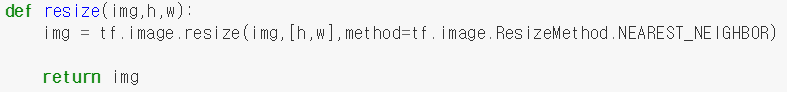 def resize(img,h,w):
    img = tf.image.resize(img,[h,w],method=tf.image.ResizeMethod.NEAREST_NEIGHBOR)
    return img